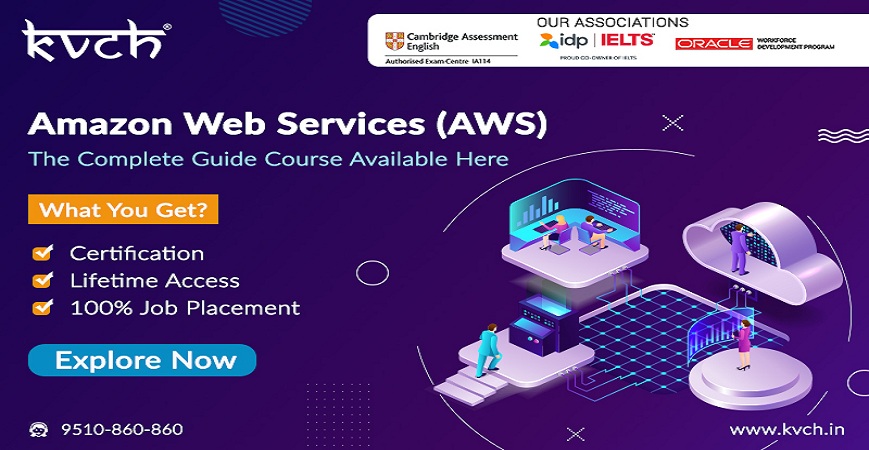 kvch®
OUR ASSOCIATIONS
Cambridge Assessment
English
Authorised Exam Centre IA114
idp | IELTS™
PROUD CO-OWNER OF IELTS
ORACLE
WORKFORCE
DEVELOPMENT PROGRAM
Amazon Web Services (AWS)
The Complete Guide Course Available Here
What You Get?
Certification
Lifetime Access
100% Job Placement
Explore Now
9510-860-860
www.kvch.in